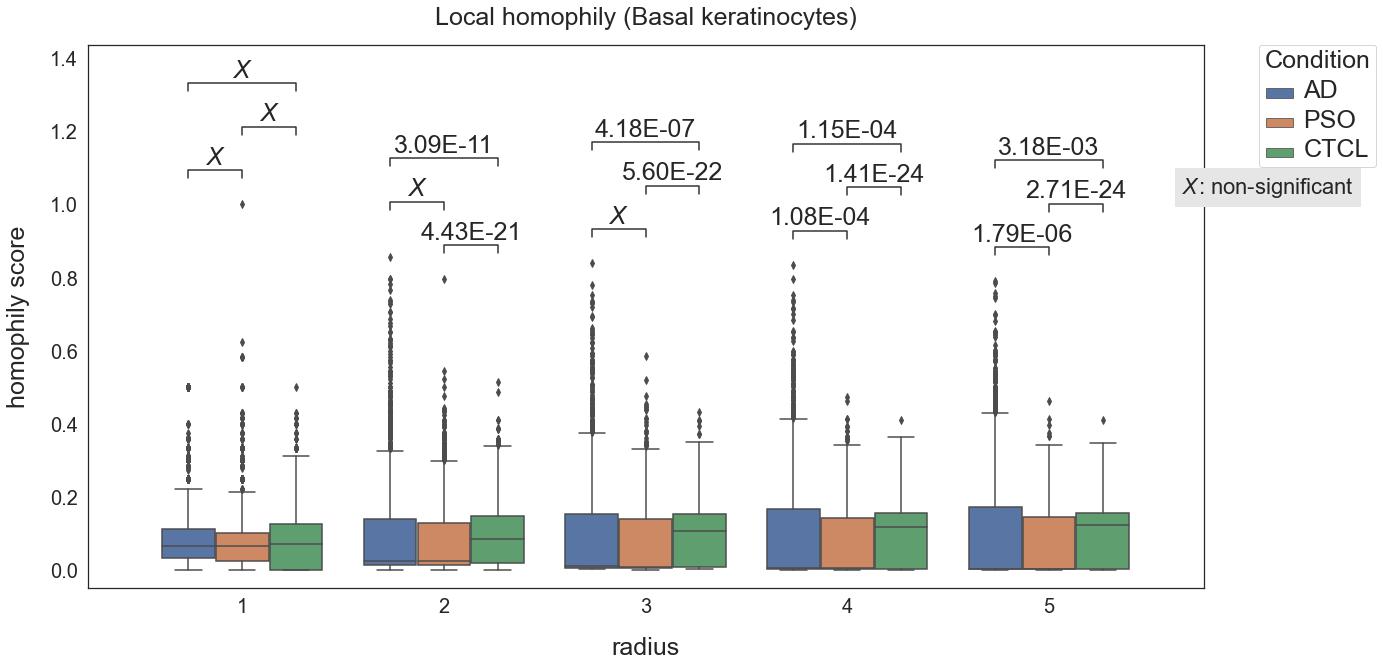 Local homophily (Basal keratinocytes)
homophily score
1.4
1.2
1.0
0.8
0.6
0.4
0.2
0.0
X
X
X
3.09E-11
X
4.43E-21
4.18E-07
5.60E-22
X
1.15E-04
1.41E-24
1.08E-04
3.18E-03
2.71E-24
1.79E-06
1
2
3
4
5
radius
Condition
AD
PSO
CTCL
X: non-significant